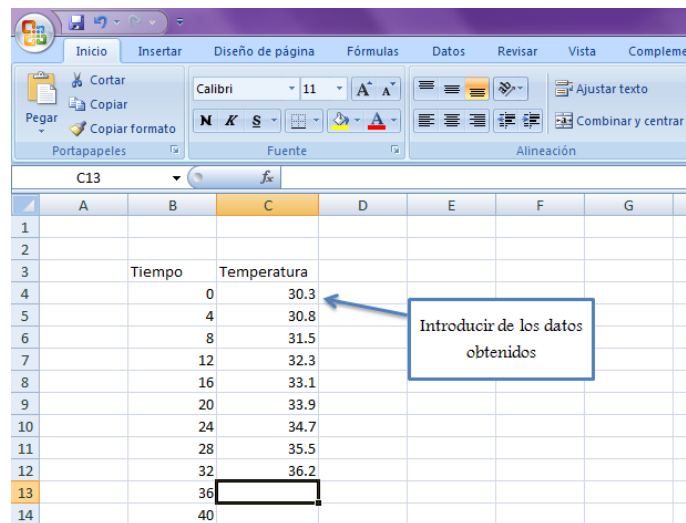 Inicio Insertar Diseño de página Fórmulas Datos Revisar Vista
Cortar
Copiar
Copiar formato
Pegar
Portapapeles
Calibri 11 A A
N K S A
Fuente
Ajustar texto
Combinar y centrar
Alineación
C13 fx
A B C D E F G
1
2
3 Tiempo Temperatura
4 0 30.3
5 4 30.8
6 8 31.5
7 12 32.3
8 16 33.1
9 20 33.9
10 24 34.7
11 28 35.5
12 32 36.2
13 36
14 40
Introducir de los datos
obtenidos